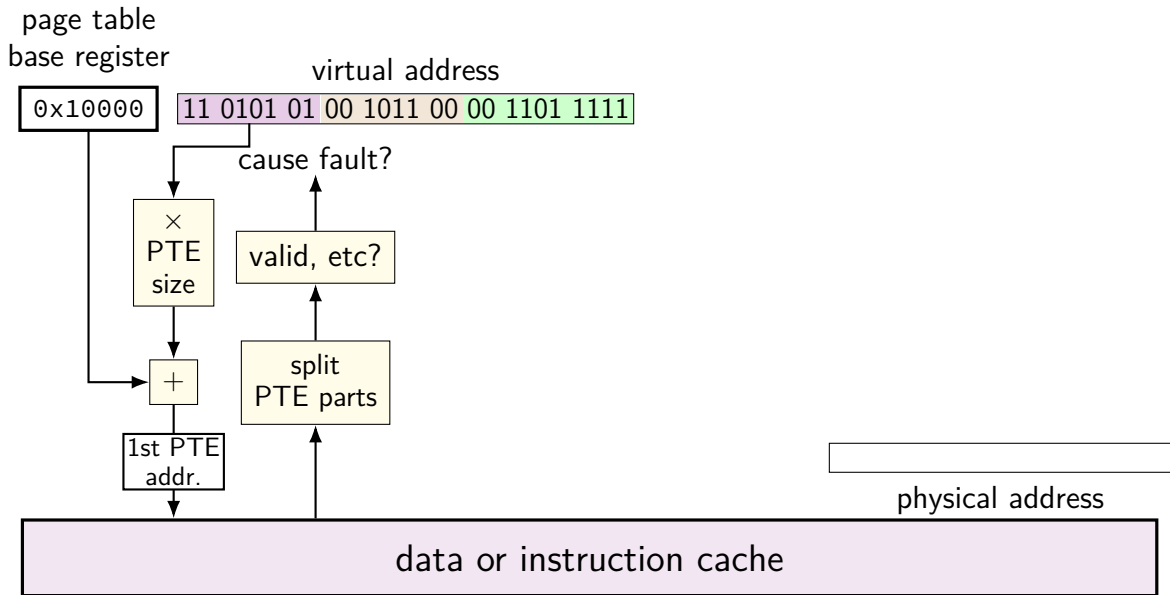 page table
base register
virtual address
0x10000
11 0101 01 00 1011 00 00 1101 1111
cause fault?
×
PTE
size
valid, etc?
split
PTE parts
+
1st PTE
addr.
physical address
data or instruction cache